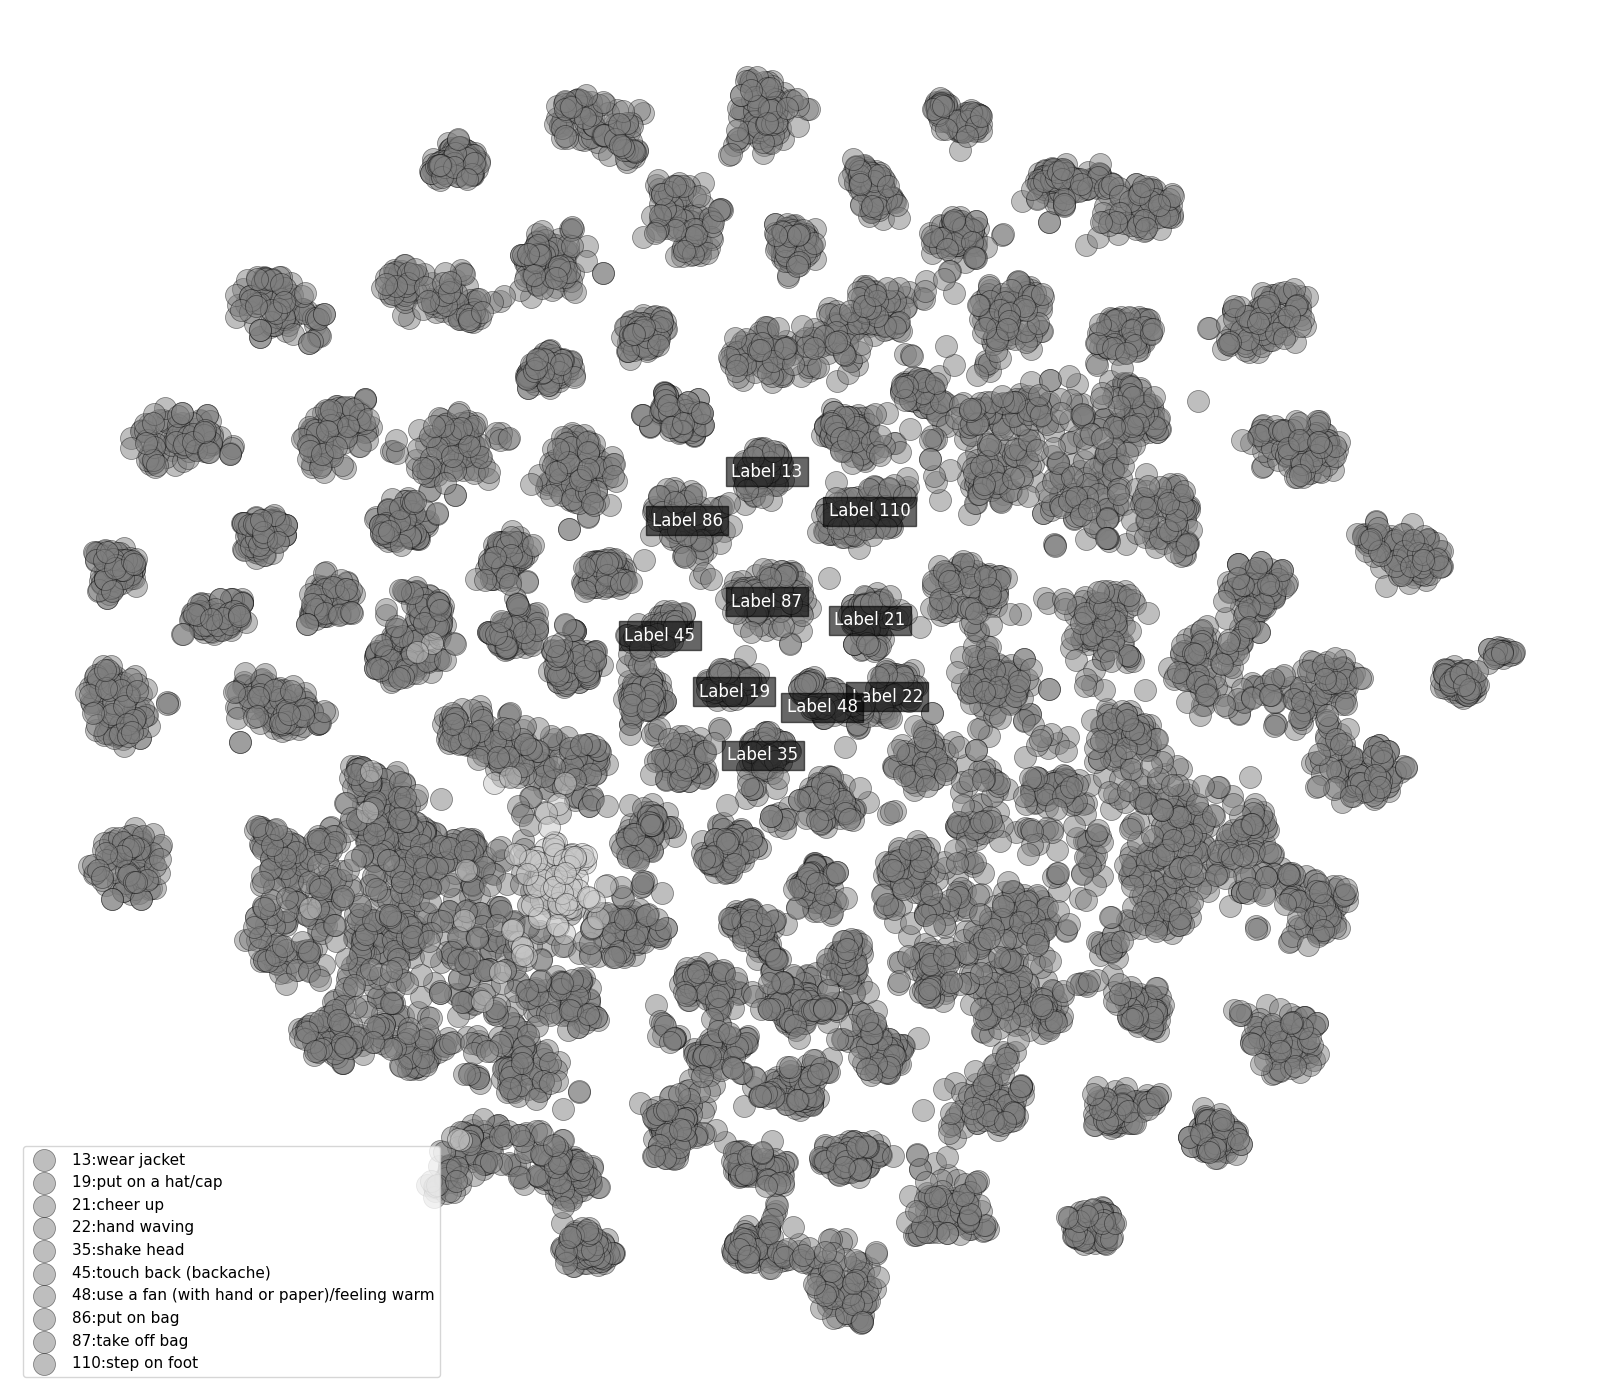 Label 13
Label 110
Label 86
Label 87
Label 21
Label 45
Label 19
Label 22
Label 48
Label 35
13:wear jacket
19:put on a hat/cap
21:cheer up
22:hand waving
35:shake head
45:touch back (backache)
48:use a fan (with hand or paper)/feeling warm
86:put on bag
87:take off bag
110:step on foot